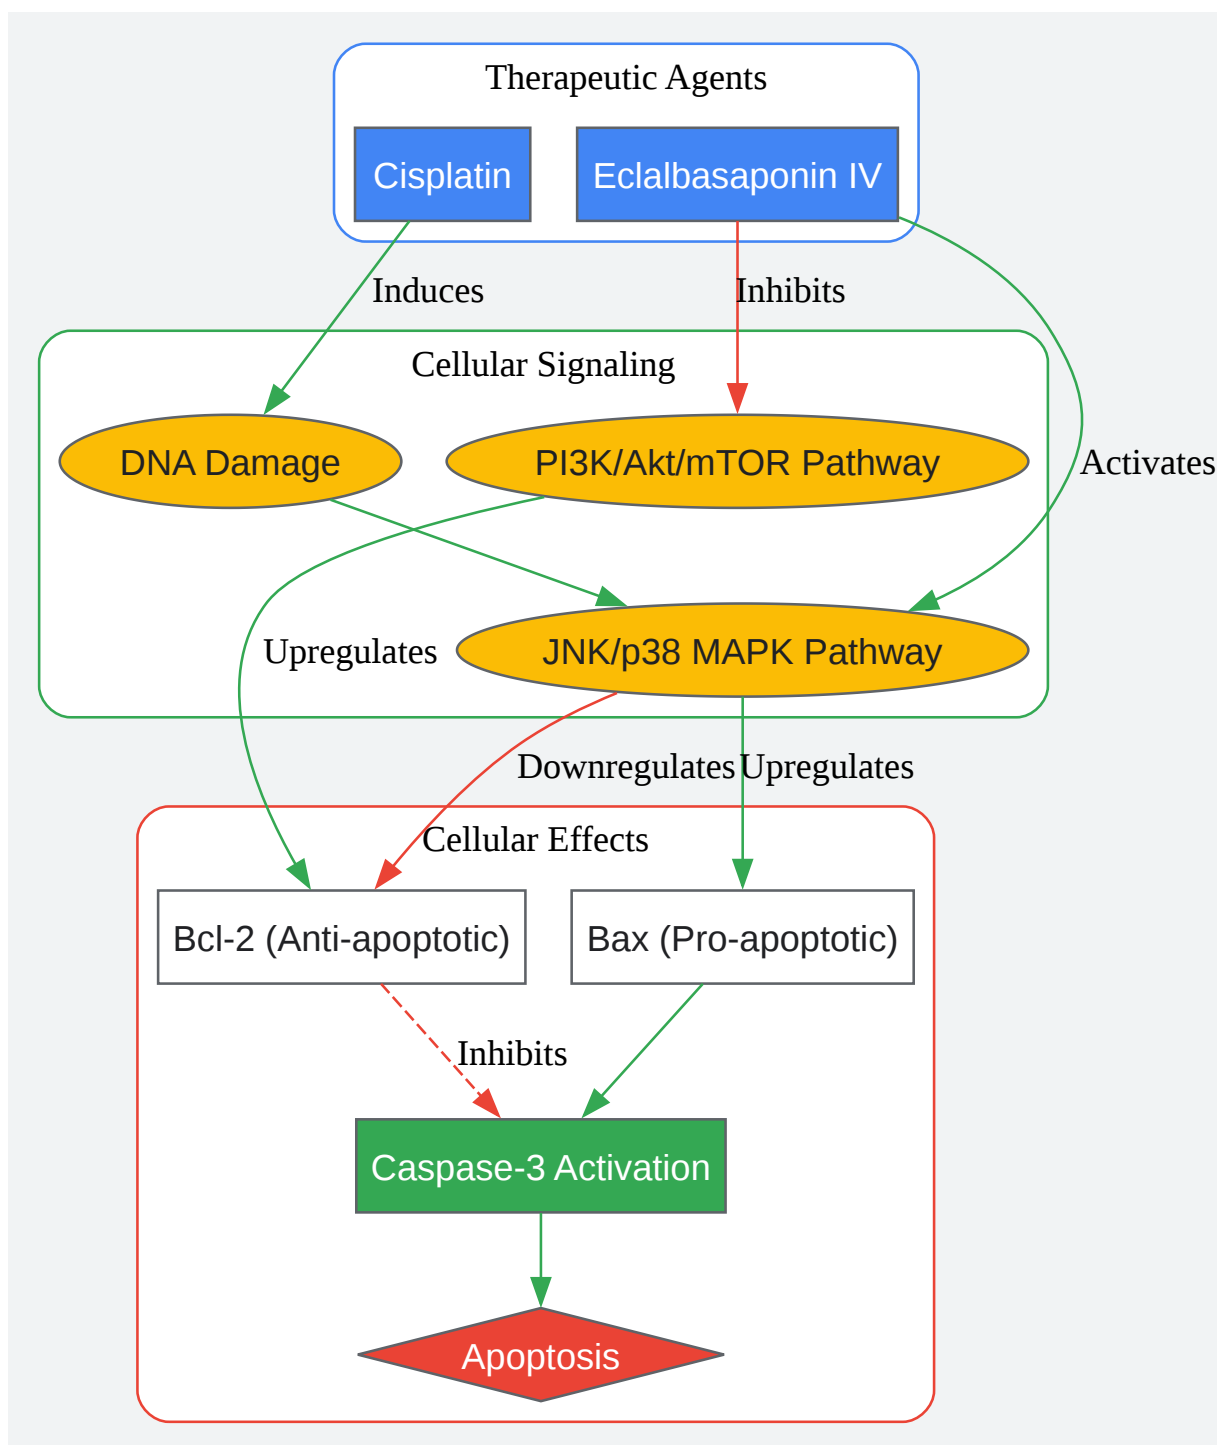 Therapeutic Agents
Cisplatin
Eclalbasaponin IV
Induces
Inhibits
Cellular Signaling
DNA Damage
PI3K/Akt/mTOR Pathway
Activates
Upregulates
JNK/p38 MAPK Pathway
Downregulates
Upregulates
Cellular Effects
Bcl-2 (Anti-apoptotic)
Bax (Pro-apoptotic)
Inhibits
Caspase-3 Activation
Apoptosis